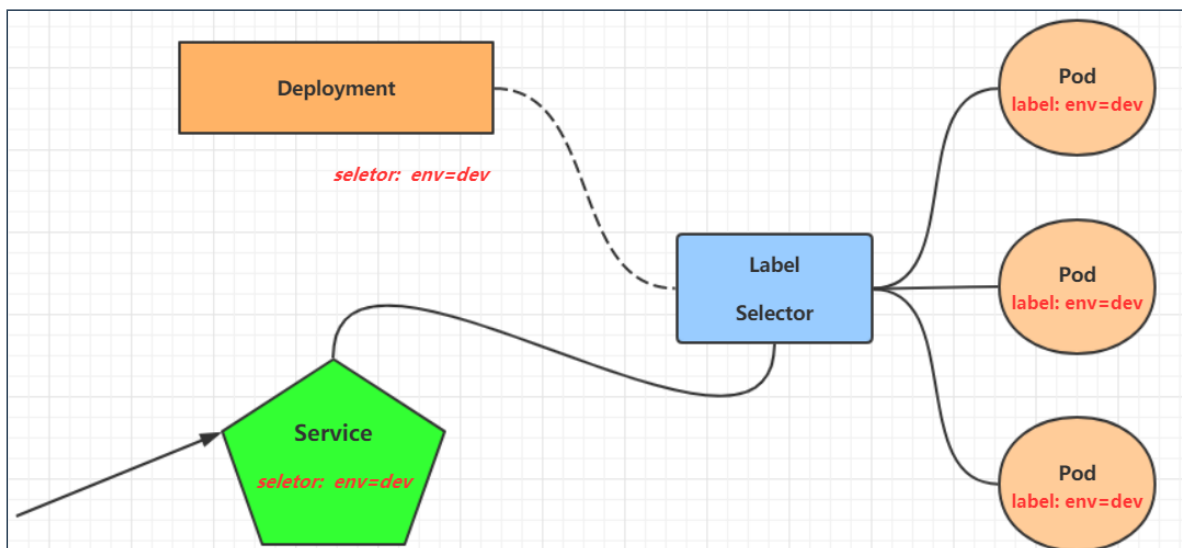 Deployment
seletor: env=dev
Label
Selector
Service
seletor: env=dev
Pod
label: env=dev
Pod
label: env=dev
Pod
label: env=dev